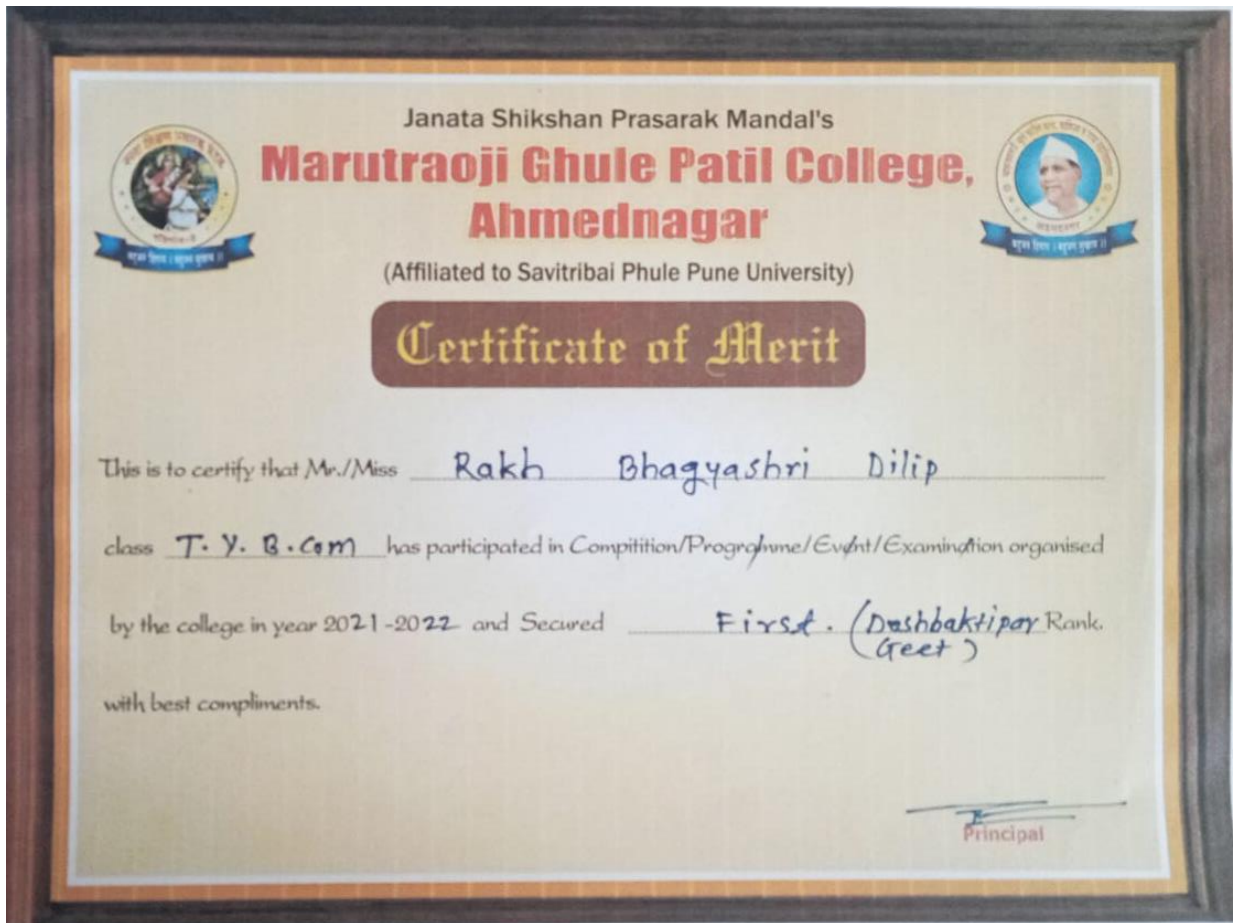 Janata Shikshan Prasarak Mandal's
Marutraoji Ghule Patil College,
Ahmednagar
(Affiliated to Savitribai Phule Pune University)
Certificate of Merit
This is to certify that Mr./Miss Rakh Bhagyashri Dilip
class T. Y. B.Com has participated in Compitition/Programme/Event/Examination organised
by the college in year 2021-2022 and Secured First. (Deshbaktipar Rank.
Geet)
with best compliments.
Principal